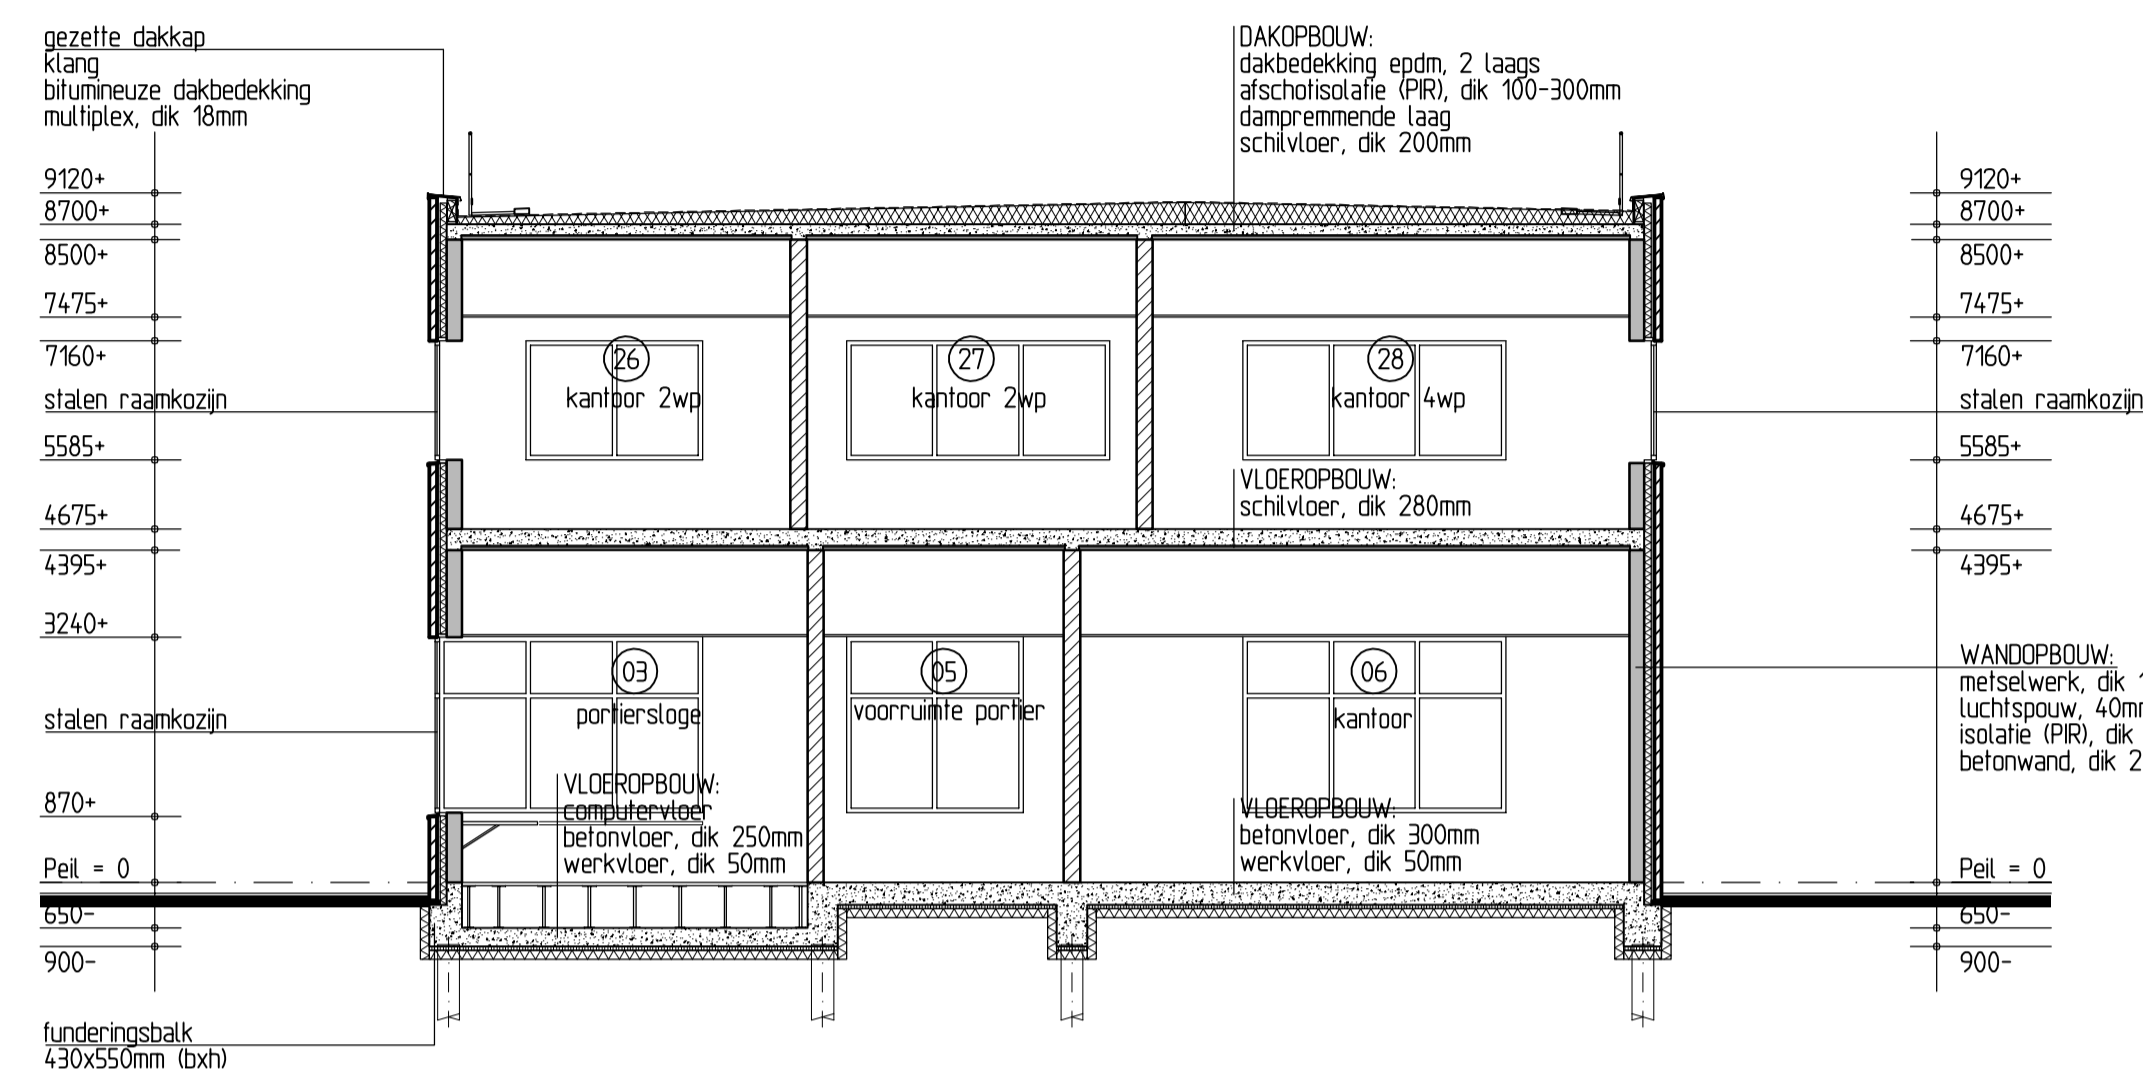 gezette dakkap
klang
bitumineuze dakbedekking
multiplex, dik 18mm
DAKOPBOUW:
dakbedekking epdm, 2 laags
afschotisolatie (PIR), dik 100-300mm
dampremmende laag
schilvloer, dik 200mm
9120+
8700+
8500+
7475+
7160+
stalen raamkozijn
5585+
4675+
4395+
3240+
stalen raamkozijn
870+
Peil = 0
650-
900-
funderingsbalk
430x550mm (bxh)
26
kantoor 2wp
27
kantoor 2wp
28
kantoor 4wp
VLOEROPBOUW:
schilvloer, dik 280mm
03
portiersloge
05
voorruimte portier
06
kantoor
VLOEROPBOUW:
computervloer
betonvloer, dik 250mm
werkvloer, dik 50mm
VLOEROPBOUW:
betonvloer, dik 300mm
werkvloer, dik 50mm
9120+
8700+
8500+
7475+
7160+
stalen raamkozijn
5585+
4675+
4395+
WANDOPBOUW:
metselwerk, dik
luchtspouw, 40m
isolatie (PIR), dik
betonwand, dik 2
Peil = 0
650-
900-